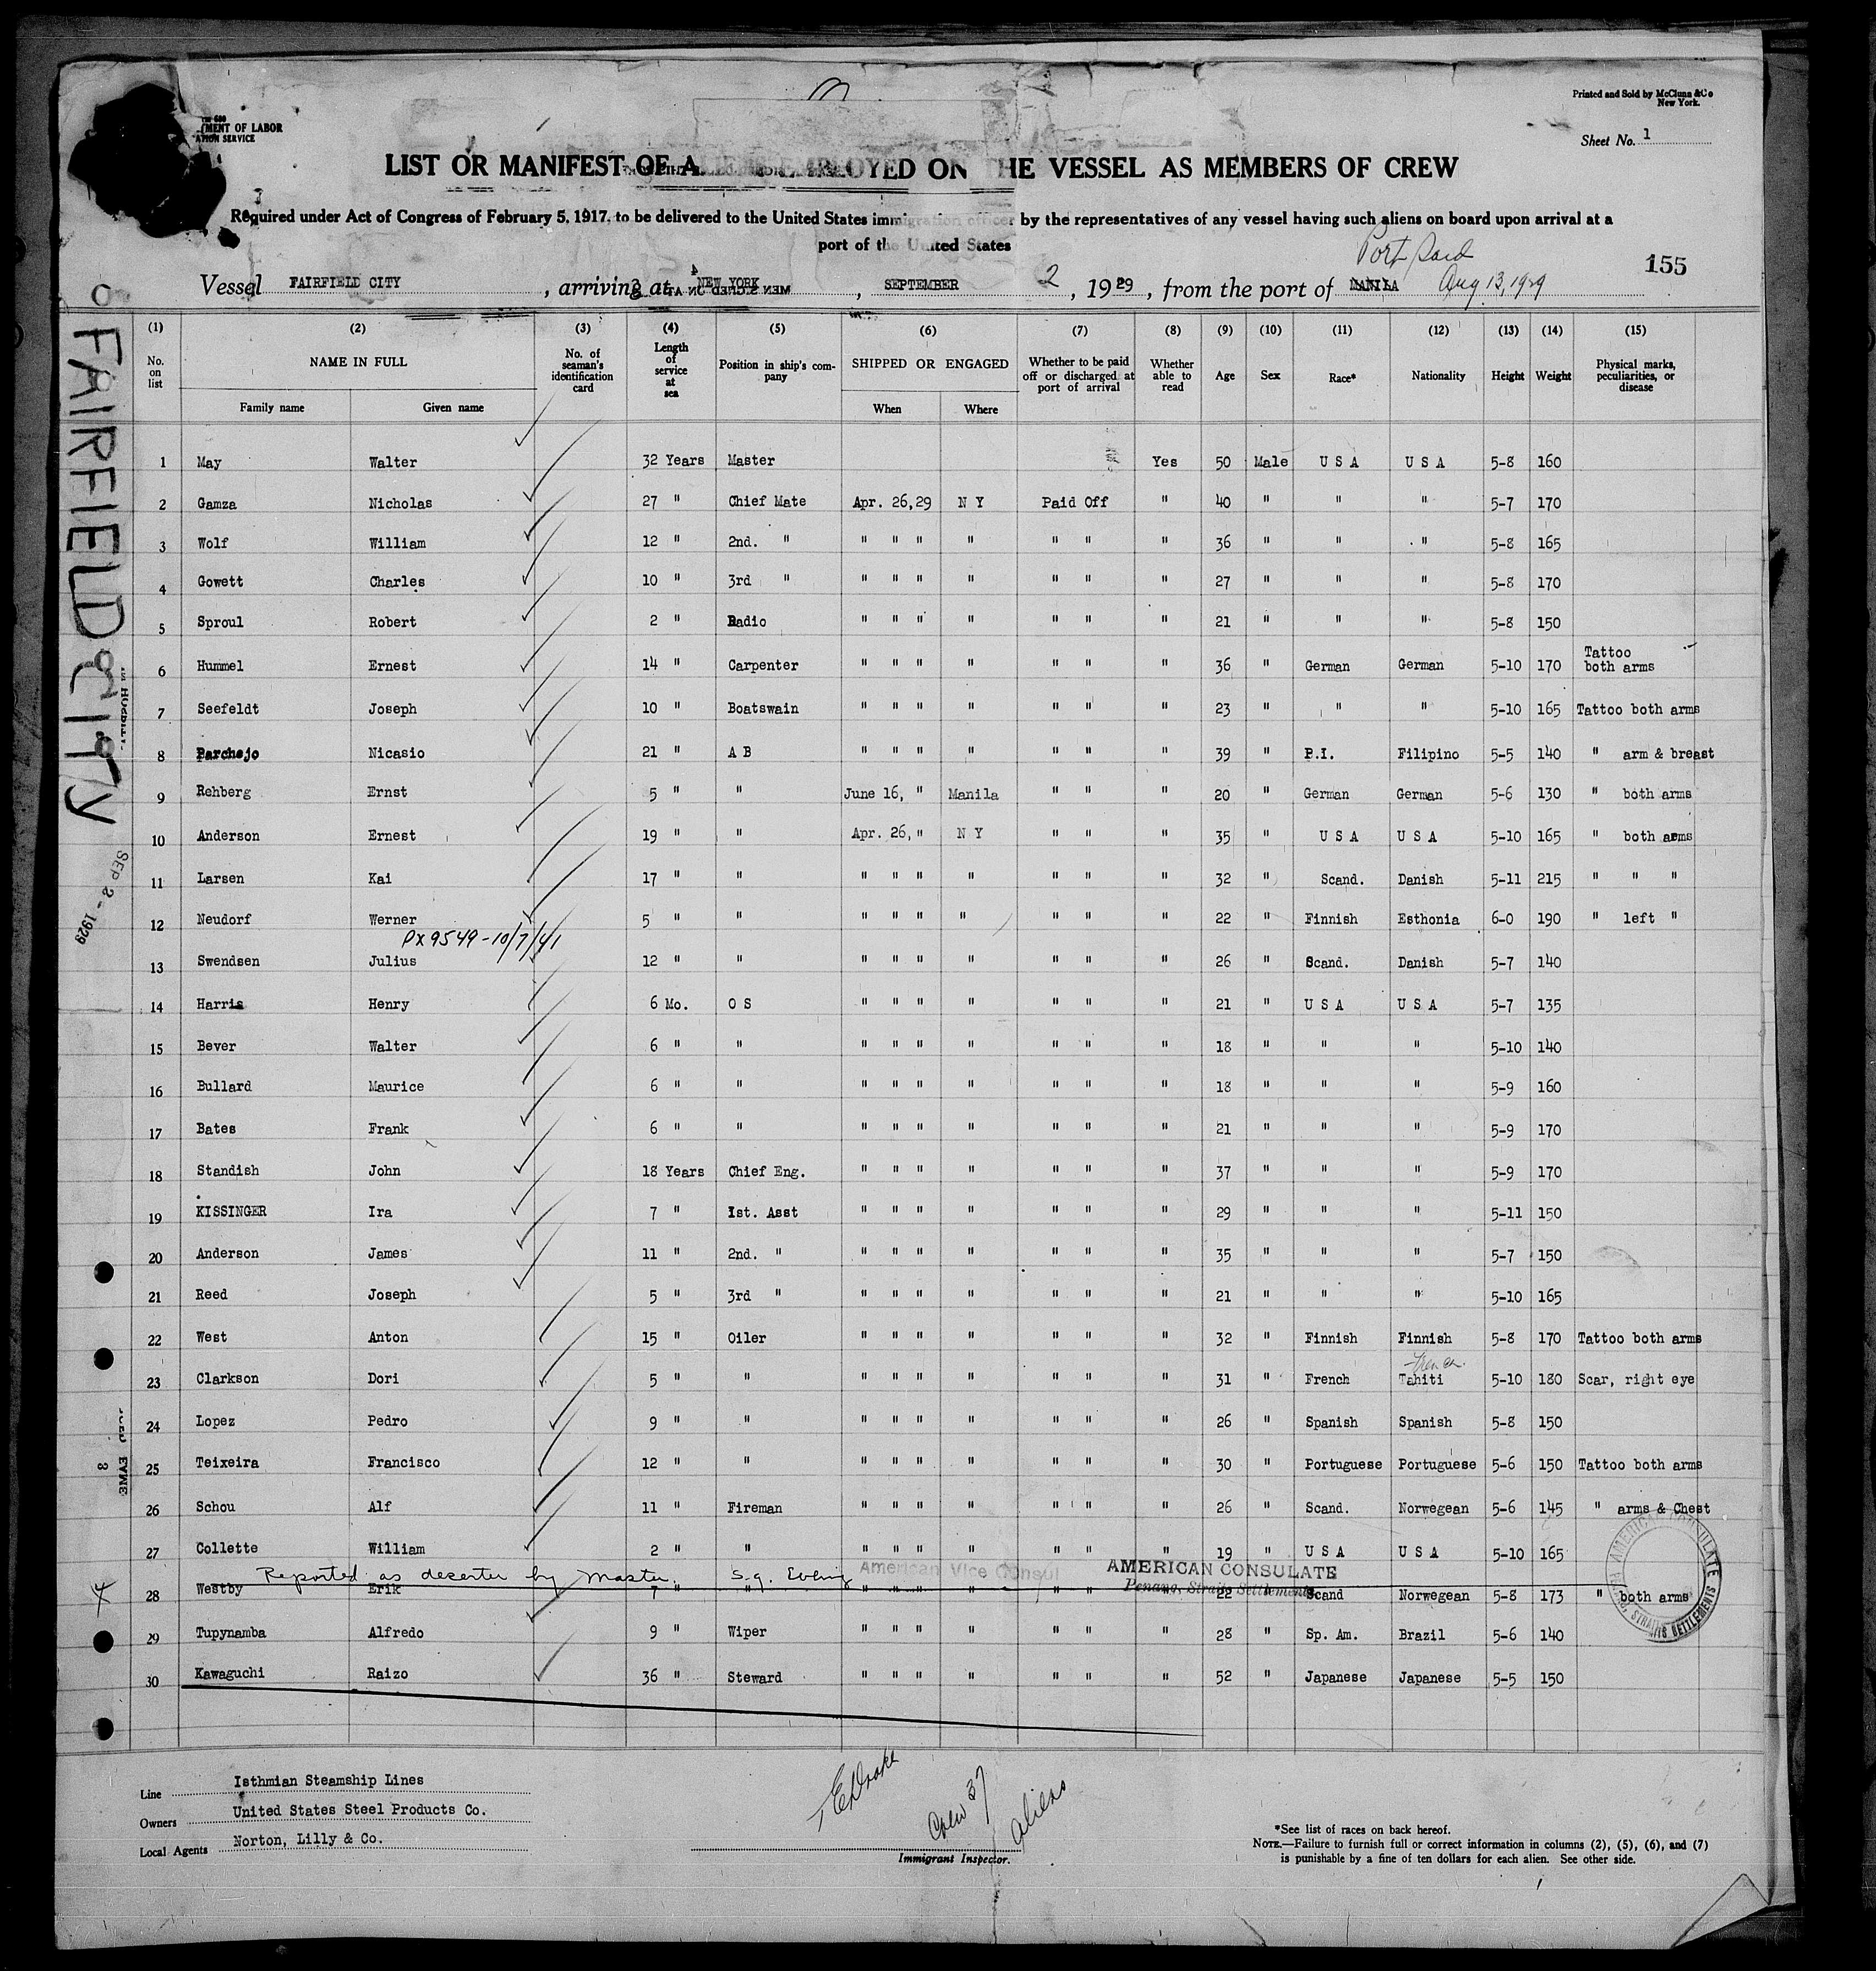 Printed and Sold by McClunn & Co
New York.
MENT OF LABOR
ATION SERVICE
Sheet No. 1
LIST OR MANIFEST OF ALIENS EMPLOYED ON THE VESSEL AS MEMBERS OF CREW
Required under Act of Congress of February 5, 1917, to be delivered to the United States immigration officer by the representatives of any vessel having such aliens on board upon arrival at a
port of the United States
Port Said
155
Vessel FAIRFIELD CITY, arriving at NEW YORK, SEPTEMBER 2, 1929, from the port of MANILA Aug 13, 1929
FAIRFIELD CITY
SEP 2 - 1929
(1) (2) (3) (4) (5) (6) (7) (8) (9) (10) (11) (12) (13) (14) (15)
No. on list NAME IN FULL No. of seaman's identification card Length of service at sea Position in ship's company SHIPPED OR ENGAGED Whether to be paid off or discharged at port of arrival Whether able to read Age Sex Race* Nationality Height Weight Physical marks, peculiarities, or disease
Family name Given name When Where
1 May Walter 32 Years Master Yes 50 Male U S A U S A 5-8 160
2 Gamza Nicholas 27 " Chief Mate Apr. 26,29 N Y Paid Off " 40 " " " 5-7 170
3 Wolf William 12 " 2nd. " " " " " " " " 36 " " " 5-8 165
4 Gowett Charles 10 " 3rd " " " " " " " " 27 " " " 5-8 170
5 Sproul Robert 2 " Radio " " " " " " " 21 " " " 5-8 150
6 Hummel Ernest 14 " Carpenter " " " " " " " 36 " German German 5-10 170 Tattoo both arms
7 Seefeldt Joseph 10 " Boatswain " " " " " " " 23 " " " 5-10 165 Tattoo both arms
8 Parchejo Nicasio 21 " A B " " " " " " " 39 " P.I. Filipino 5-5 140 " arm & breast
9 Rehberg Ernst 5 " " June 16, " Manila " " " 20 " German German 5-6 130 " both arms
10 Anderson Ernest 19 " " Apr. 26, " N Y " " " 35 " U S A U S A 5-10 165 " both arms
11 Larsen Kai 17 " " " " " " " " " 32 " Scand. Danish 5-11 215 " " "
12 Neudorf Werner 5 " " " " " " " " " 22 " Finnish Esthonia 6-0 190 " left "
PX9549-10/7/41
13 Swendsen Julius 12 " " " " " " " " " 26 " Scand. Danish 5-7 140
14 Harris Henry 6 Mo. O S " " " " " " " 21 " U S A U S A 5-7 135
15 Bever Walter 6 " " " " " " " " " 18 " " " 5-10 140
16 Bullard Maurice 6 " " " " " " " " " 18 " " " 5-9 160
17 Bates Frank 6 " " " " " " " " " 21 " " " 5-9 170
18 Standish John 18 Years Chief Eng. " " " " " " " 37 " " " 5-9 170
19 KISSINGER Ira 7 " 1st. Asst " " " " " " " 29 " " " 5-11 150
20 Anderson James 11 " 2nd. " " " " " " " " 35 " " " 5-7 150
21 Reed Joseph 5 " 3rd " " " " " " " " 21 " " " 5-10 165
22 West Anton 15 " Oiler " " " " " " " 32 " Finnish Finnish 5-8 170 Tattoo both arms
French
23 Clarkson Dori 5 " " " " " " " " " 31 " French Tahiti 5-10 180 Scar, right eye
24 Lopez Pedro 9 " " " " " " " " " 26 " Spanish Spanish 5-8 150
25 Teixeira Francisco 12 " " " " " " " " " 30 " Portuguese Portuguese 5-6 150 Tattoo both arms
26 Schou Alf 11 " Fireman " " " " " " " 26 " Scand. Norwegean 5-6 145 " arms & Chest
27 Collette William 2 " " " " " " " " " 19 " U S A U S A 5-10 165
Reported as deserter by Master. American Vice Consul AMERICAN CONSULATE
Penang, Straits Settlements
28 Westby Erik 7 " " " " " " " " " 22 " Scand Norwegean 5-8 173 " both arms
29 Tupynamba Alfredo 9 " Wiper " " " " " " " 28 " Sp. Am. Brazil 5-6 140
30 Kawaguchi Raizo 36 " Steward " " " " " " " 52 " Japanese Japanese 5-5 150
AMERICAN CONSULATE
STRAITS SETTLEMENTS
Line Isthmian Steamship Lines
Owners United States Steel Products Co.
Local Agents Norton, Lilly & Co.
Crew 37
aliens
Immigrant Inspector.
*See list of races on back hereof.
NOTE.—Failure to furnish full or correct information in columns (2), (5), (6), and (7)
is punishable by a fine of ten dollars for each alien. See other side.